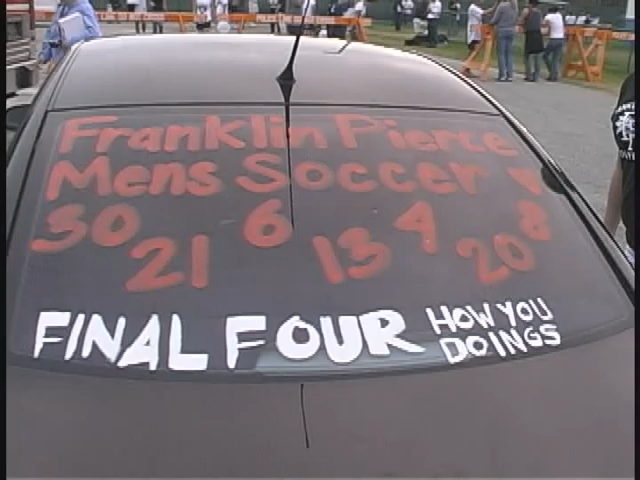 Franklin Pierce
Mens Soccer ♥
30 21 6 13 4 20 8
FINAL FOUR HOW YOU DOINGS